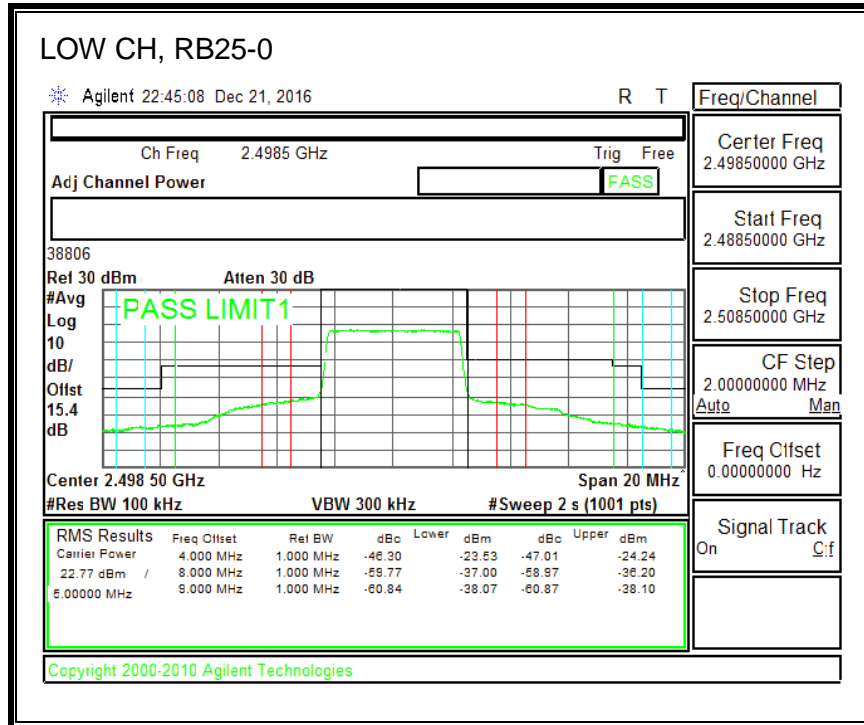 LOW CH, RB25-0
Agilent 22:45:08 Dec 21, 2016 R T
Freq/Channel
Ch Freq 2.4985 GHz Trig Free
Adj Channel Power PASS
Center Freq
2.49850000 GHz
Start Freq
2.48850000 GHz
Stop Freq
2.50850000 GHz
CF Step
2.00000000 MHz
Auto Man
Freq Offset
0.00000000 Hz
Signal Track
On Off
38806
Ref 30 dBm Atten 30 dB
#Avg
Log
10
dB/
Offst
15.4
dB
PASS LIMIT1
Center 2.498 50 GHz Span 20 MHz
#Res BW 100 kHz VBW 300 kHz #Sweep 2 s (1001 pts)
RMS Results Freq Offset Ref BW dBc Lower dBm dBc Upper dBm
Carrier Power 4.000 MHz 1.000 MHz -46.30 -23.53 -47.01 -24.24
22.77 dBm / 8.000 MHz 1.000 MHz -59.77 -37.00 -58.97 -36.20
5.00000 MHz 9.000 MHz 1.000 MHz -60.84 -38.07 -60.87 -38.10
Copyright 2000-2010 Agilent Technologies